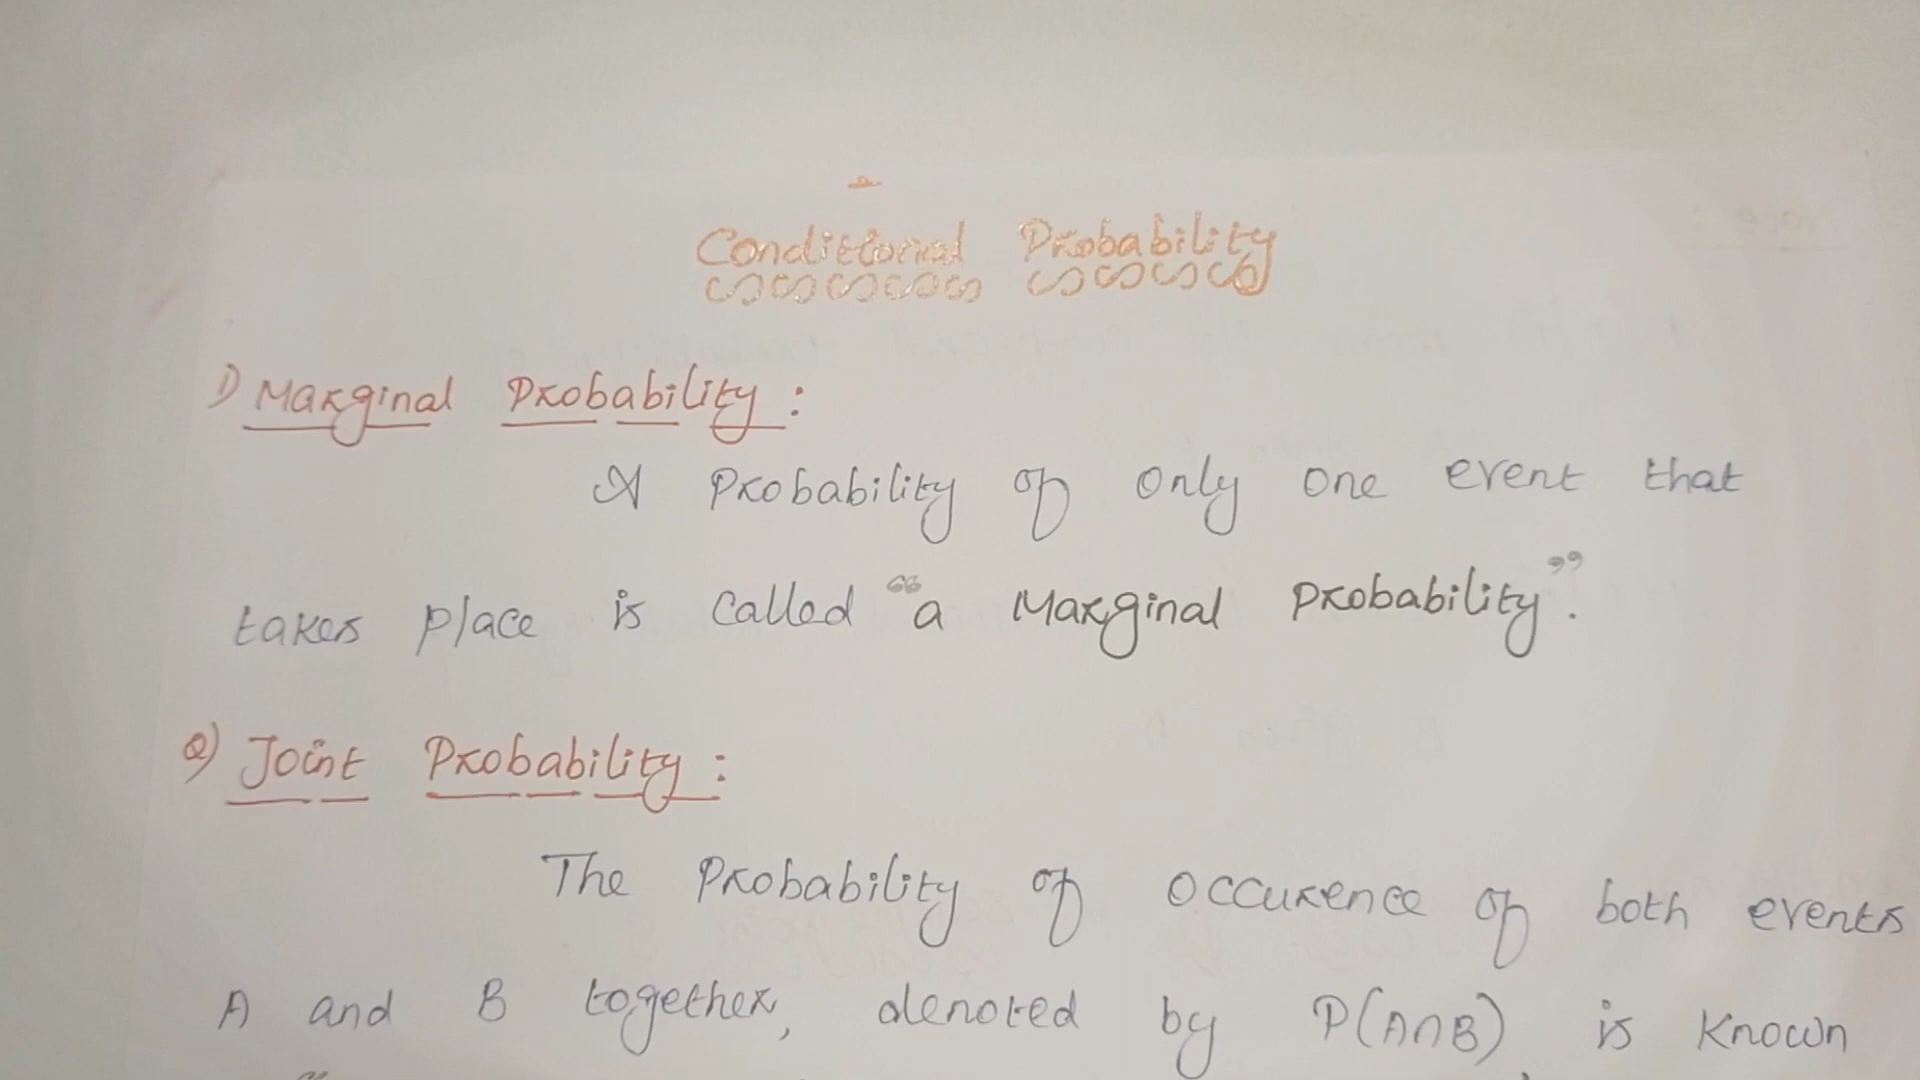 Conditional Probability
1) Marginal Probability :
A Probability of only one event that
takes place is called "a Marginal Probability".
2) Joint Probability :
The Probability of occurence of both events
A and B together, denoted by P(A∩B), is known